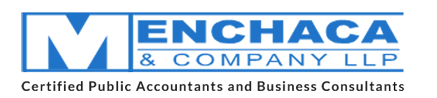 MENCHACA
& COMPANY LLP
Certified Public Accountants and Business Consultants